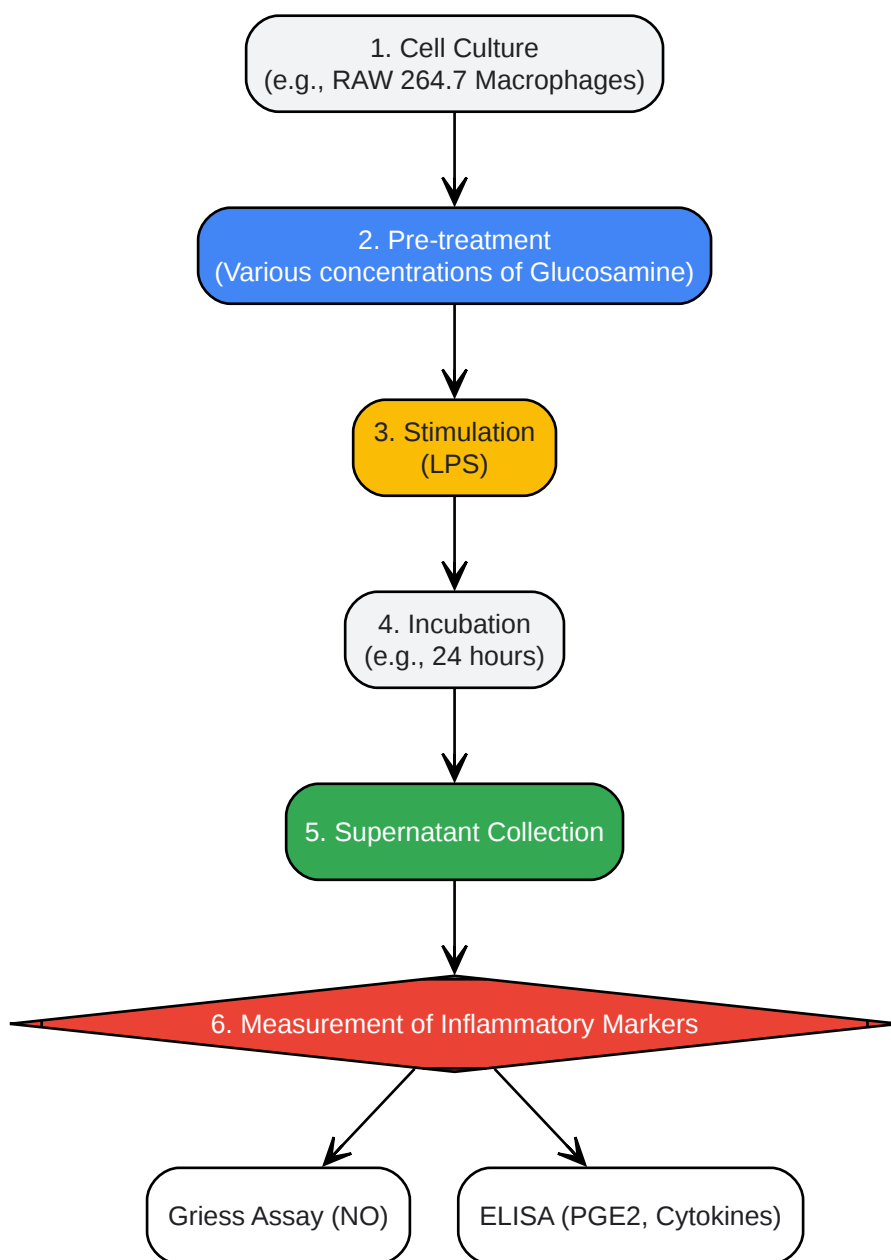 1. Cell Culture
(e.g., RAW 264.7 Macrophages)
2. Pre-treatment
(Various concentrations of Glucosamine)
3. Stimulation
(LPS)
4. Incubation
(e.g., 24 hours)
5. Supernatant Collection
6. Measurement of Inflammatory Markers
Griess Assay (NO)
ELISA (PGE2, Cytokines)